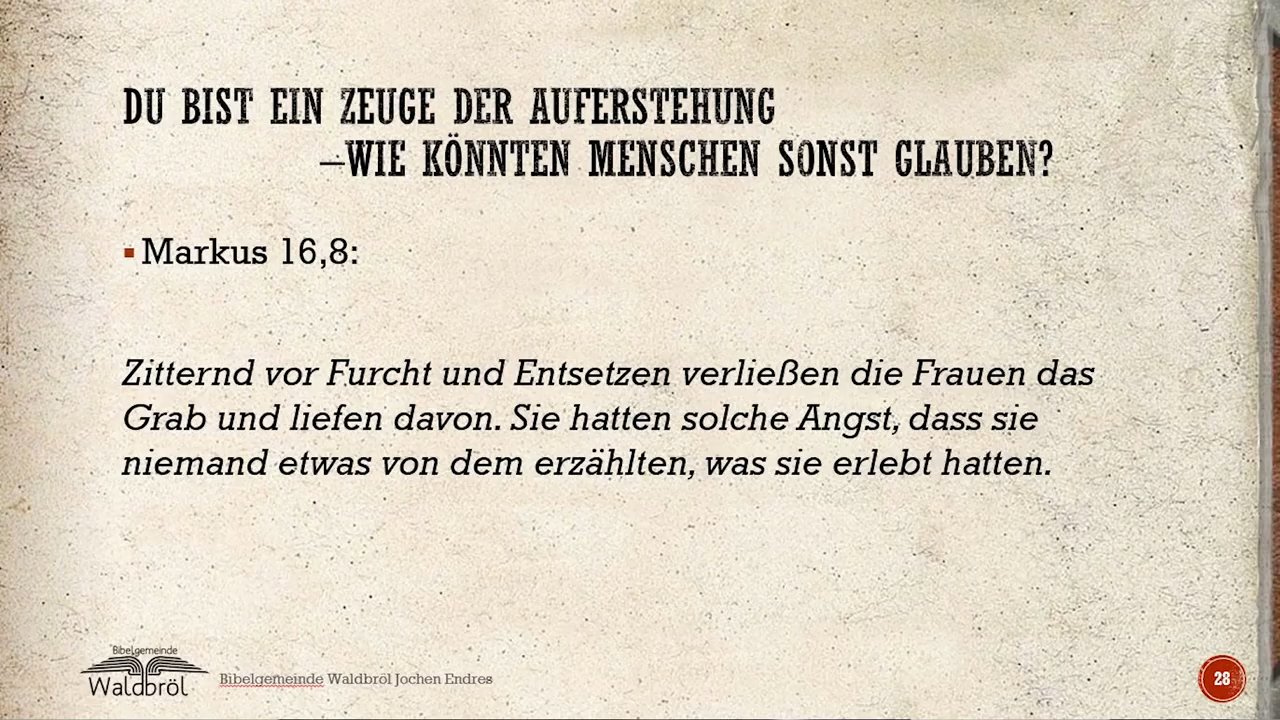 DU BIST EIN ZEUGE DER AUFERSTEHUNG
–WIE KÖNNTEN MENSCHEN SONST GLAUBEN?
Markus 16,8:
Zitternd vor Furcht und Entsetzen verließen die Frauen das
Grab und liefen davon. Sie hatten solche Angst, dass sie
niemand etwas von dem erzählten, was sie erlebt hatten.
Bibelgemeinde
Waldbröl
Bibelgemeinde Waldbröl Jochen Endres
28